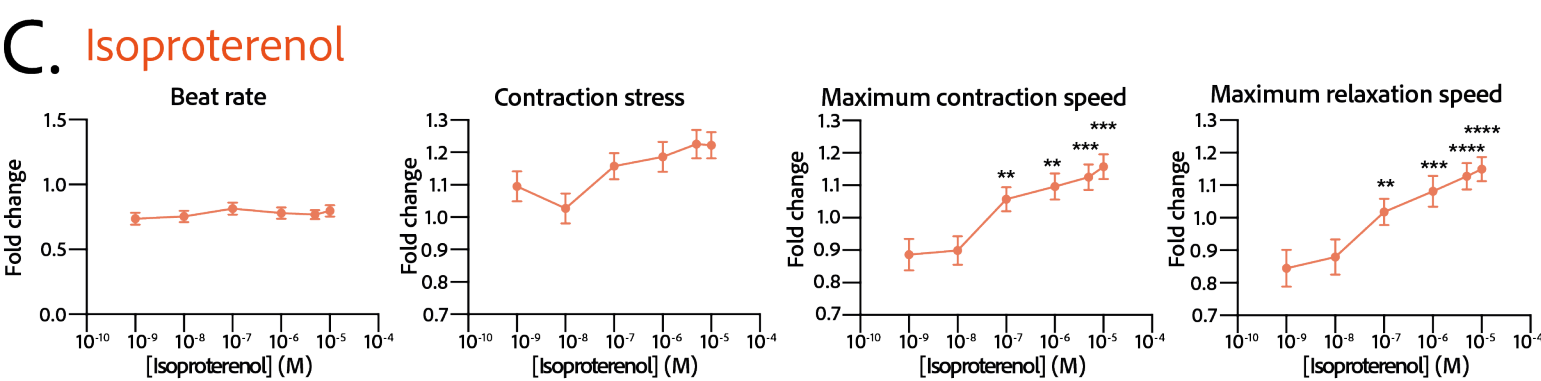 C. Isoproterenol
Beat rate
Fold change
1.5
1.0
0.5
0.0
10-10 10-9 10-8 10-7 10-6 10-5 10-4
[Isoproterenol] (M)
Contraction stress
Fold change
1.3
1.2
1.1
1.0
0.9
0.8
0.7
10-10 10-9 10-8 10-7 10-6 10-5 10-4
[Isoproterenol] (M)
Maximum contraction speed
Fold change
1.3
1.2
1.1
1.0
0.9
0.8
0.7
** ** *** ***
10-10 10-9 10-8 10-7 10-6 10-5 10-4
[Isoproterenol] (M)
Maximum relaxation speed
Fold change
1.3
1.2
1.1
1.0
0.9
0.8
0.7
** *** **** ****
10-10 10-9 10-8 10-7 10-6 10-5 10-4
[Isoproterenol] (M)